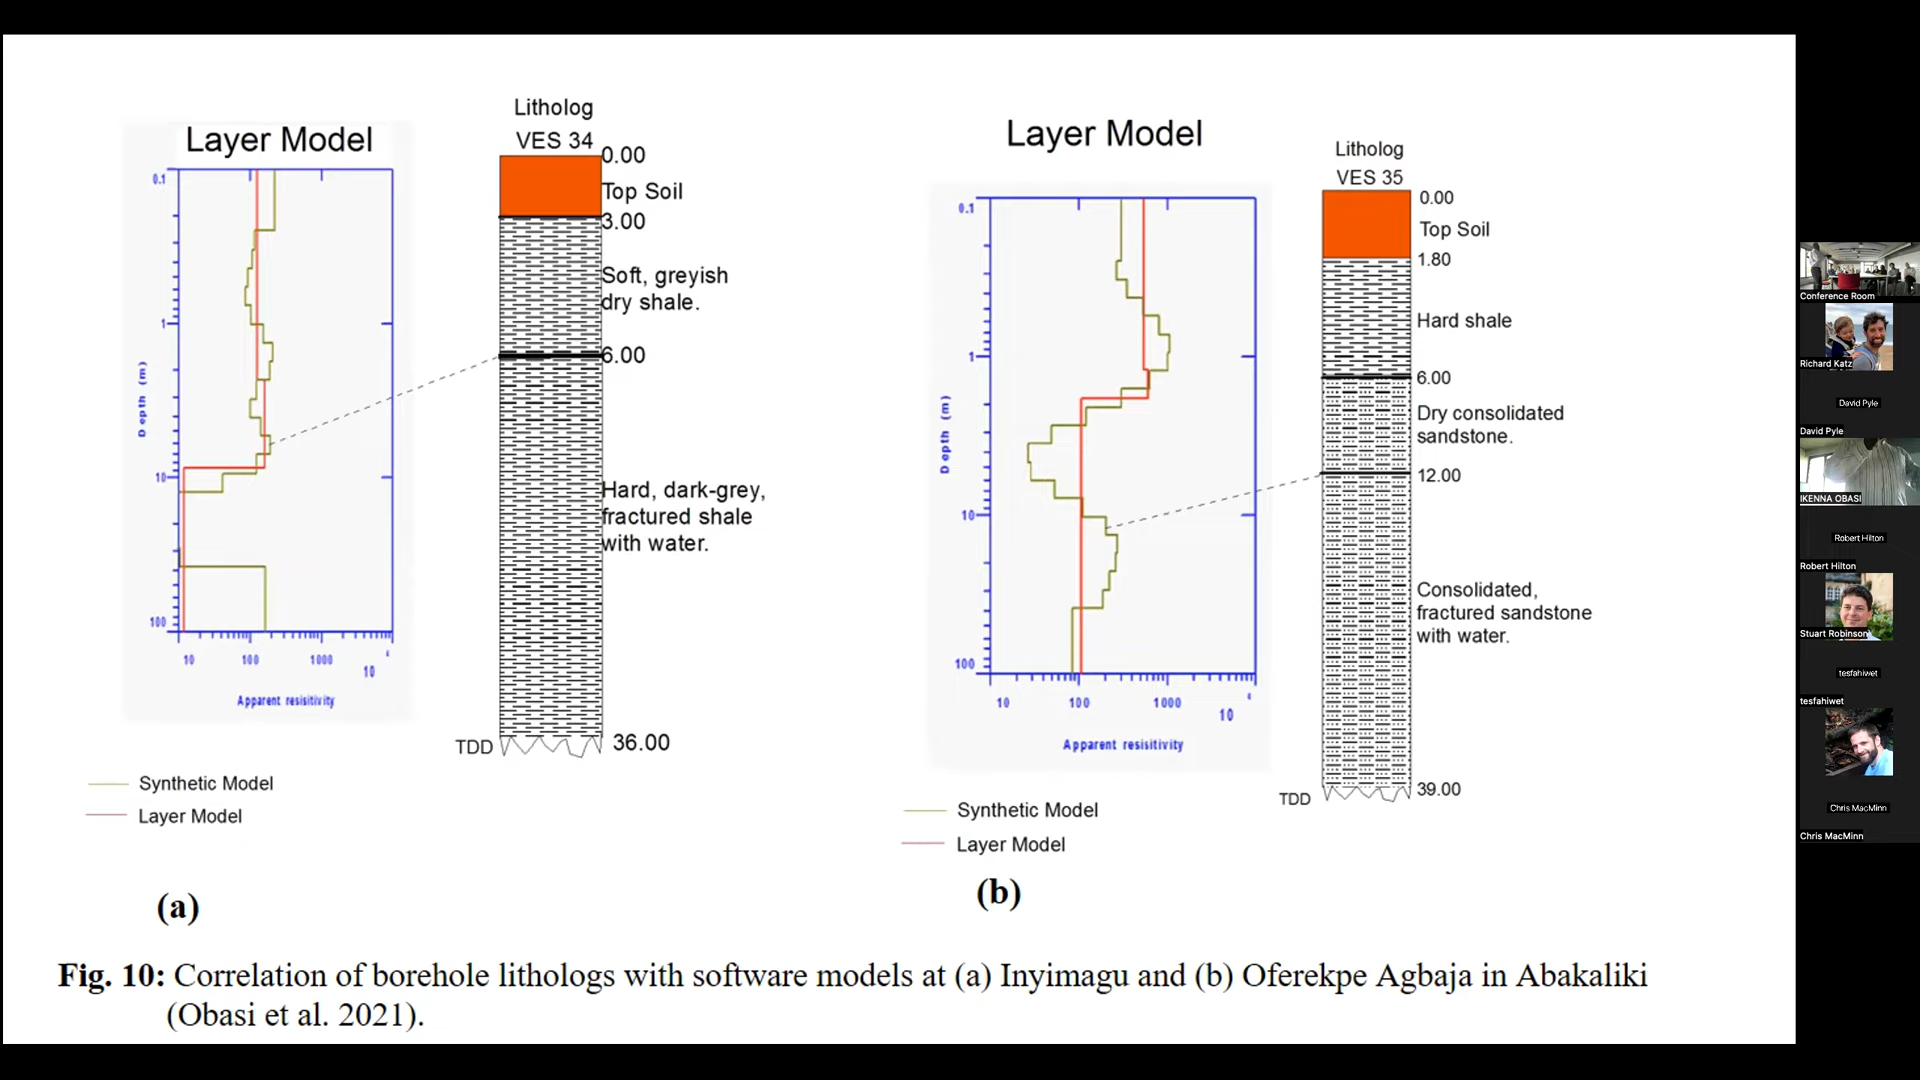 Layer Model
0.1
1
10
100
Depth (m)
10
100
1000
10
Apparent resisitivity
Synthetic Model
Layer Model
(a)
Litholog
VES 34
0.00
Top Soil
3.00
Soft, greyish
dry shale.
6.00
Hard, dark-grey,
fractured shale
with water.
TDD
36.00
Layer Model
0.1
1
10
100
Depth (m)
10
100
1000
10
Apparent resisitivity
Synthetic Model
Layer Model
(b)
Litholog
VES 35
0.00
Top Soil
1.80
Hard shale
6.00
Dry consolidated
sandstone.
12.00
Consolidated,
fractured sandstone
with water.
TDD
39.00
Fig. 10: Correlation of borehole lithologs with software models at (a) Inyimagu and (b) Oferekpe Agbaja in Abakaliki
(Obasi et al. 2021).
Conference Room
Richard Katz
David Pyle
David Pyle
IKENNA OBASI
Robert Hilton
Robert Hilton
Stuart Robinson
tesfahiwet
tesfahiwet
Chris MacMinn
Chris MacMinn